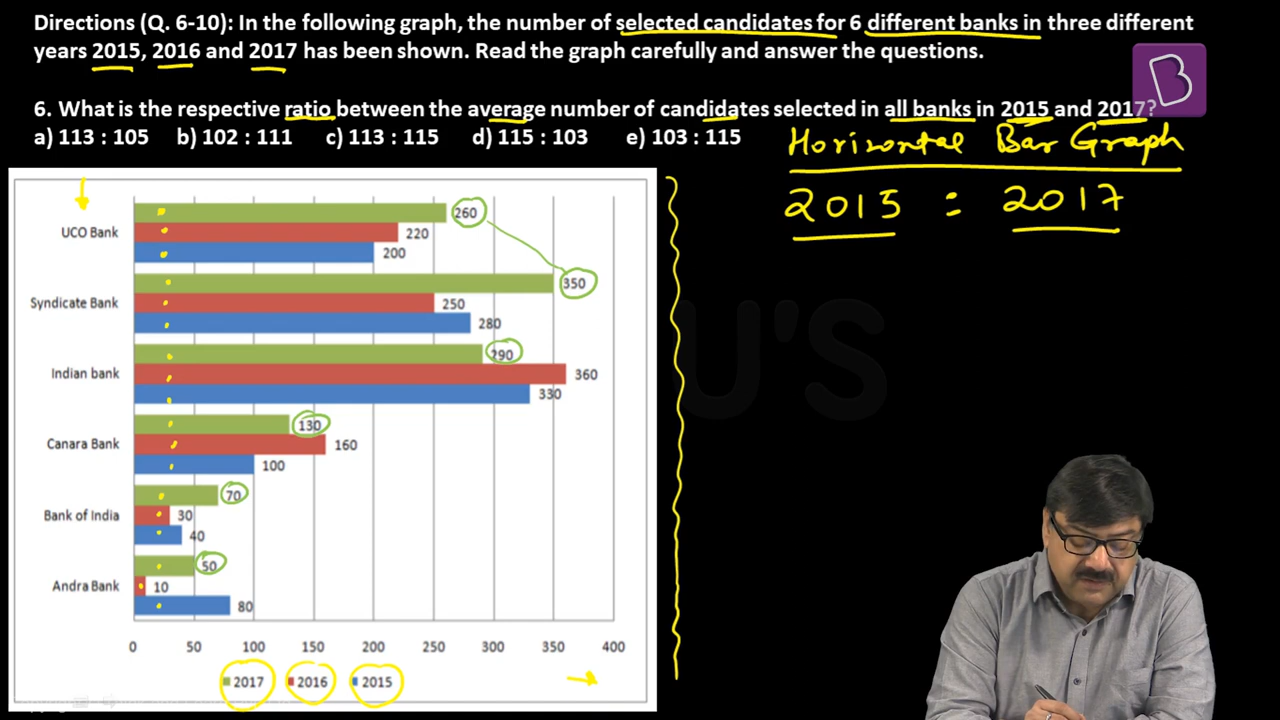 Directions (Q. 6-10): In the following graph, the number of selected candidates for 6 different banks in three different
years 2015, 2016 and 2017 has been shown. Read the graph carefully and answer the questions.
B
6. What is the respective ratio between the average number of candidates selected in all banks in 2015 and 2017?
a) 113 : 105 b) 102 : 111 c) 113 : 115 d) 115 : 103 e) 103 : 115
Horizontal Bar Graph
2015 : 2017
260
UCO Bank 220
200
350
Syndicate Bank 250
280
290
Indian bank 360
330
130
Canara Bank 160
100
70
Bank of India 30
40
50
Andra Bank 10
80
0 50 100 150 200 250 300 350 400
2017 2016 2015
U'S